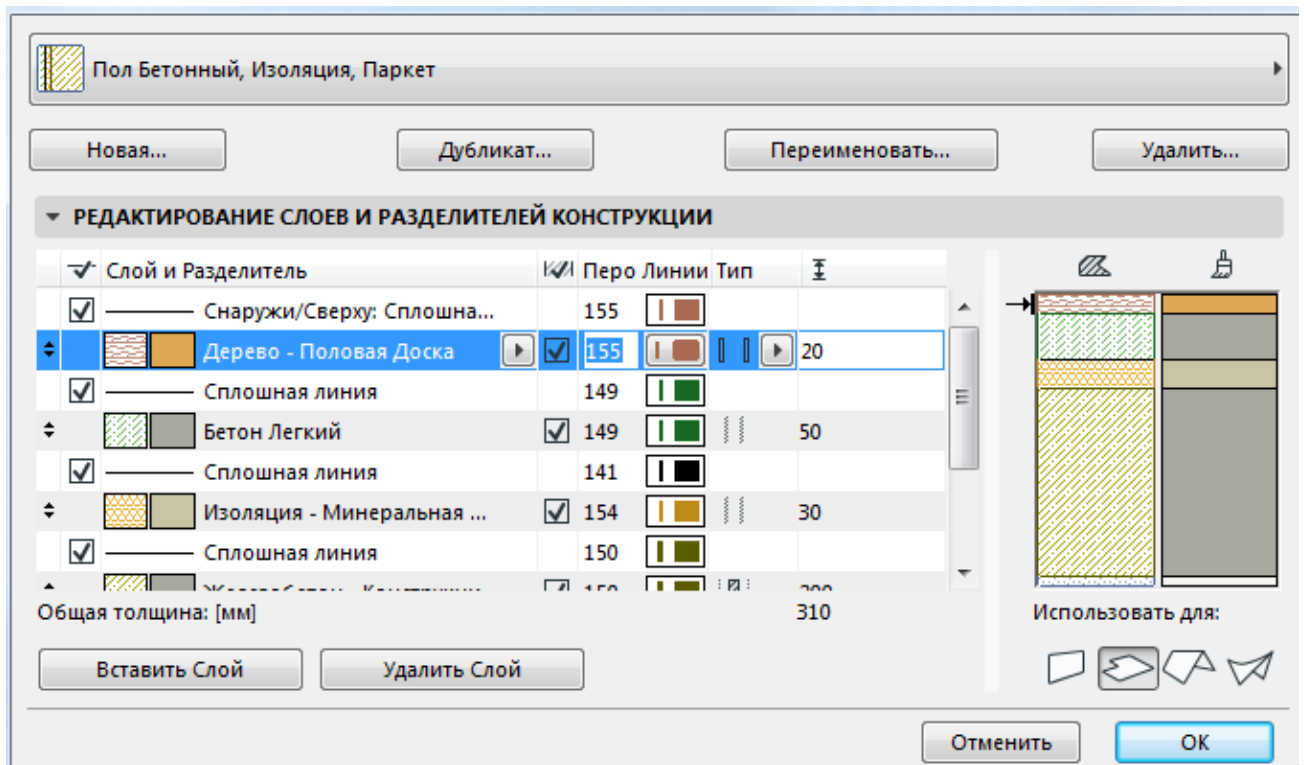 Пол Бетонный, Изоляция, Паркет
Новая... Дубликат... Переименовать... Удалить...
РЕДАКТИРОВАНИЕ СЛОЕВ И РАЗДЕЛИТЕЛЕЙ КОНСТРУКЦИИ
Слой и Разделитель Перо Линии Тип
Снаружи/Сверху: Сплошна... 155
Дерево - Половая Доска 155 20
Сплошная линия 149
Бетон Легкий 149 50
Сплошная линия 141
Изоляция - Минеральная ... 154 30
Сплошная линия 150
Общая толщина: [мм] 310 Использовать для:
Вставить Слой Удалить Слой
Отменить OK